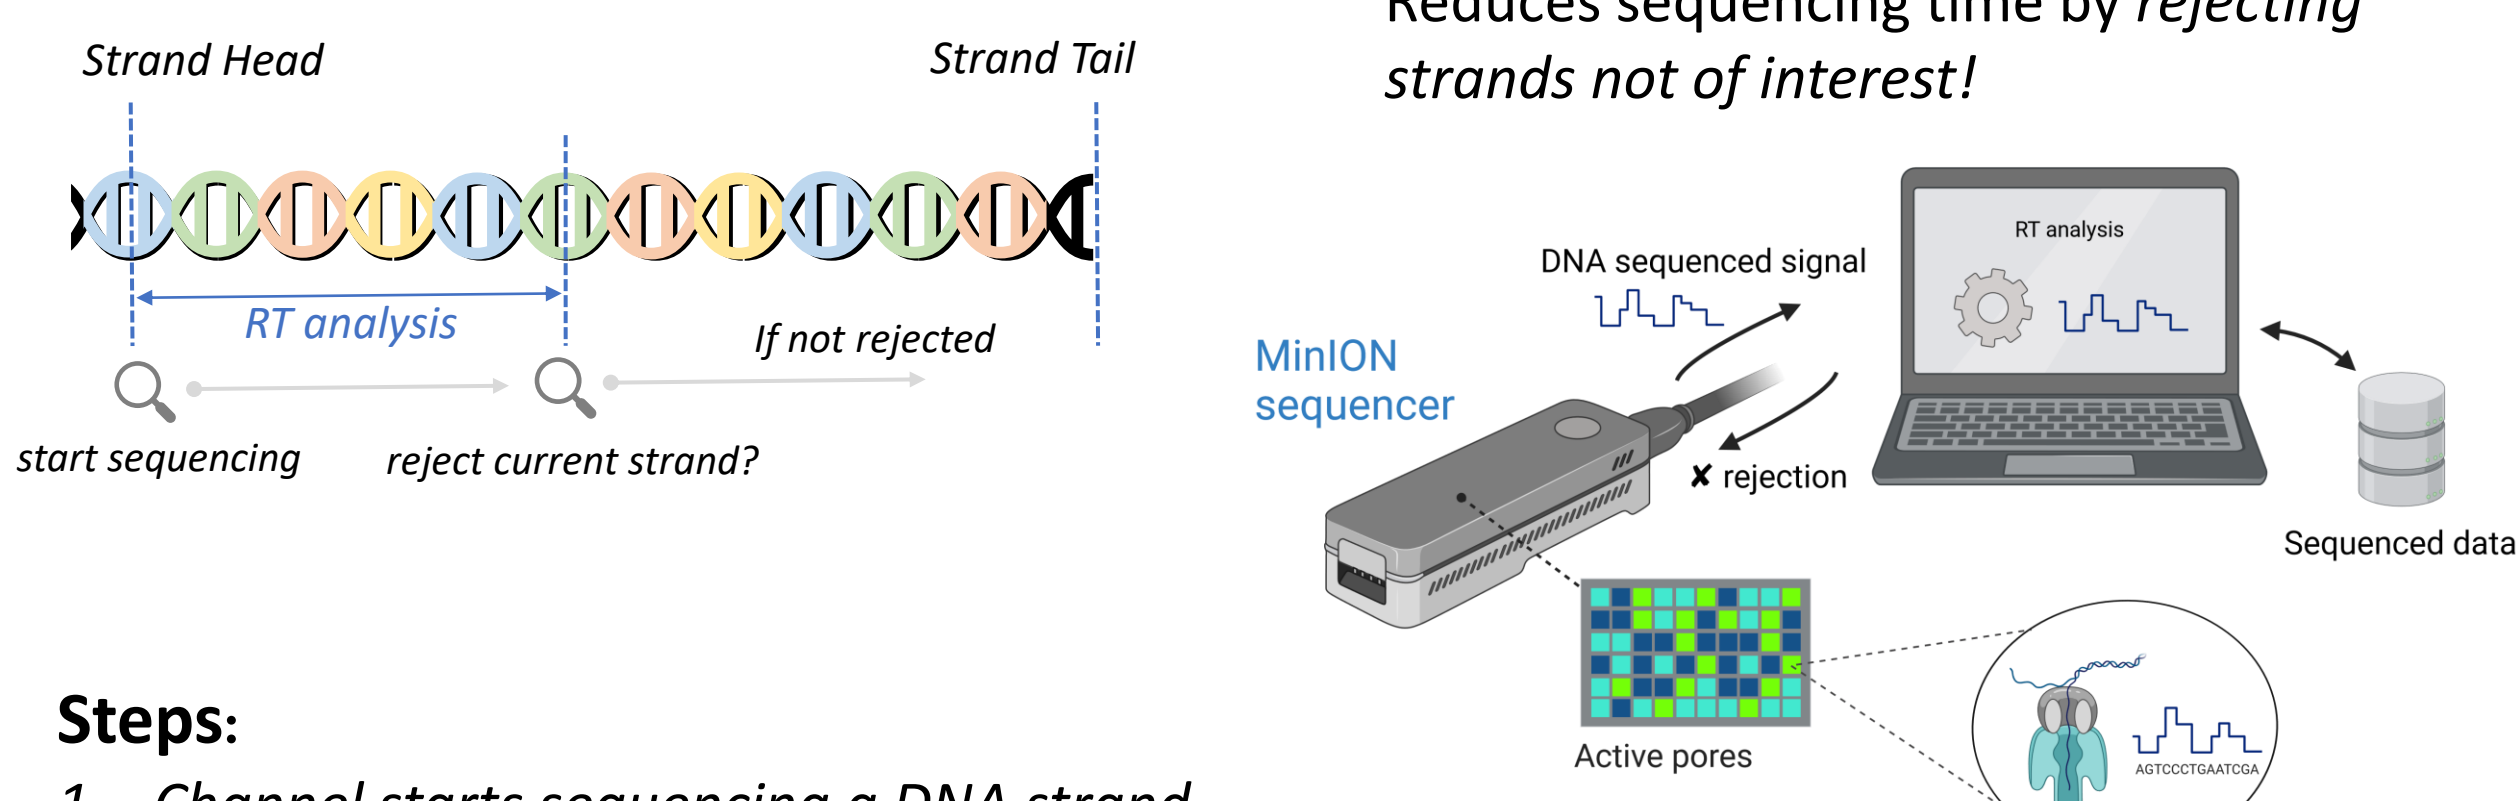 Reduces sequencing time by rejecting
strands not of interest!
Strand Head
Strand Tail
RT analysis
If not rejected
start sequencing
reject current strand?
RT analysis
DNA sequenced signal
MinION
sequencer
✘ rejection
Sequenced data
Active pores
AGTCCCTGAATCGA
Steps:
1. Channel starts sequencing a DNA strand